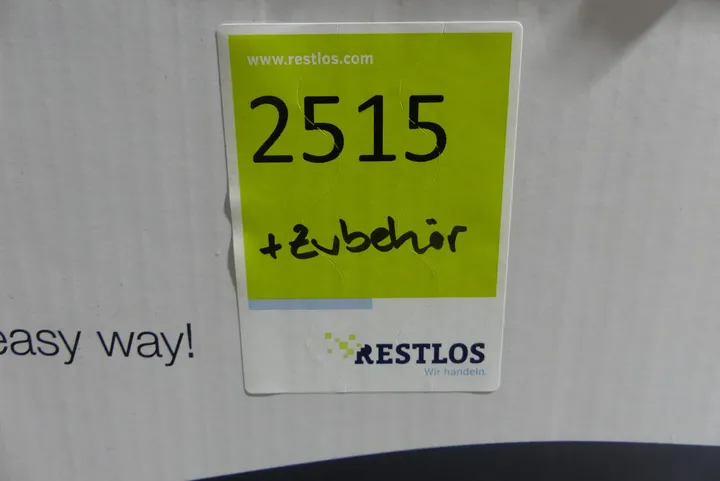 www.restlos.com
2515
+Zubehör
easy way!
RESTLOS
Wir handeln.